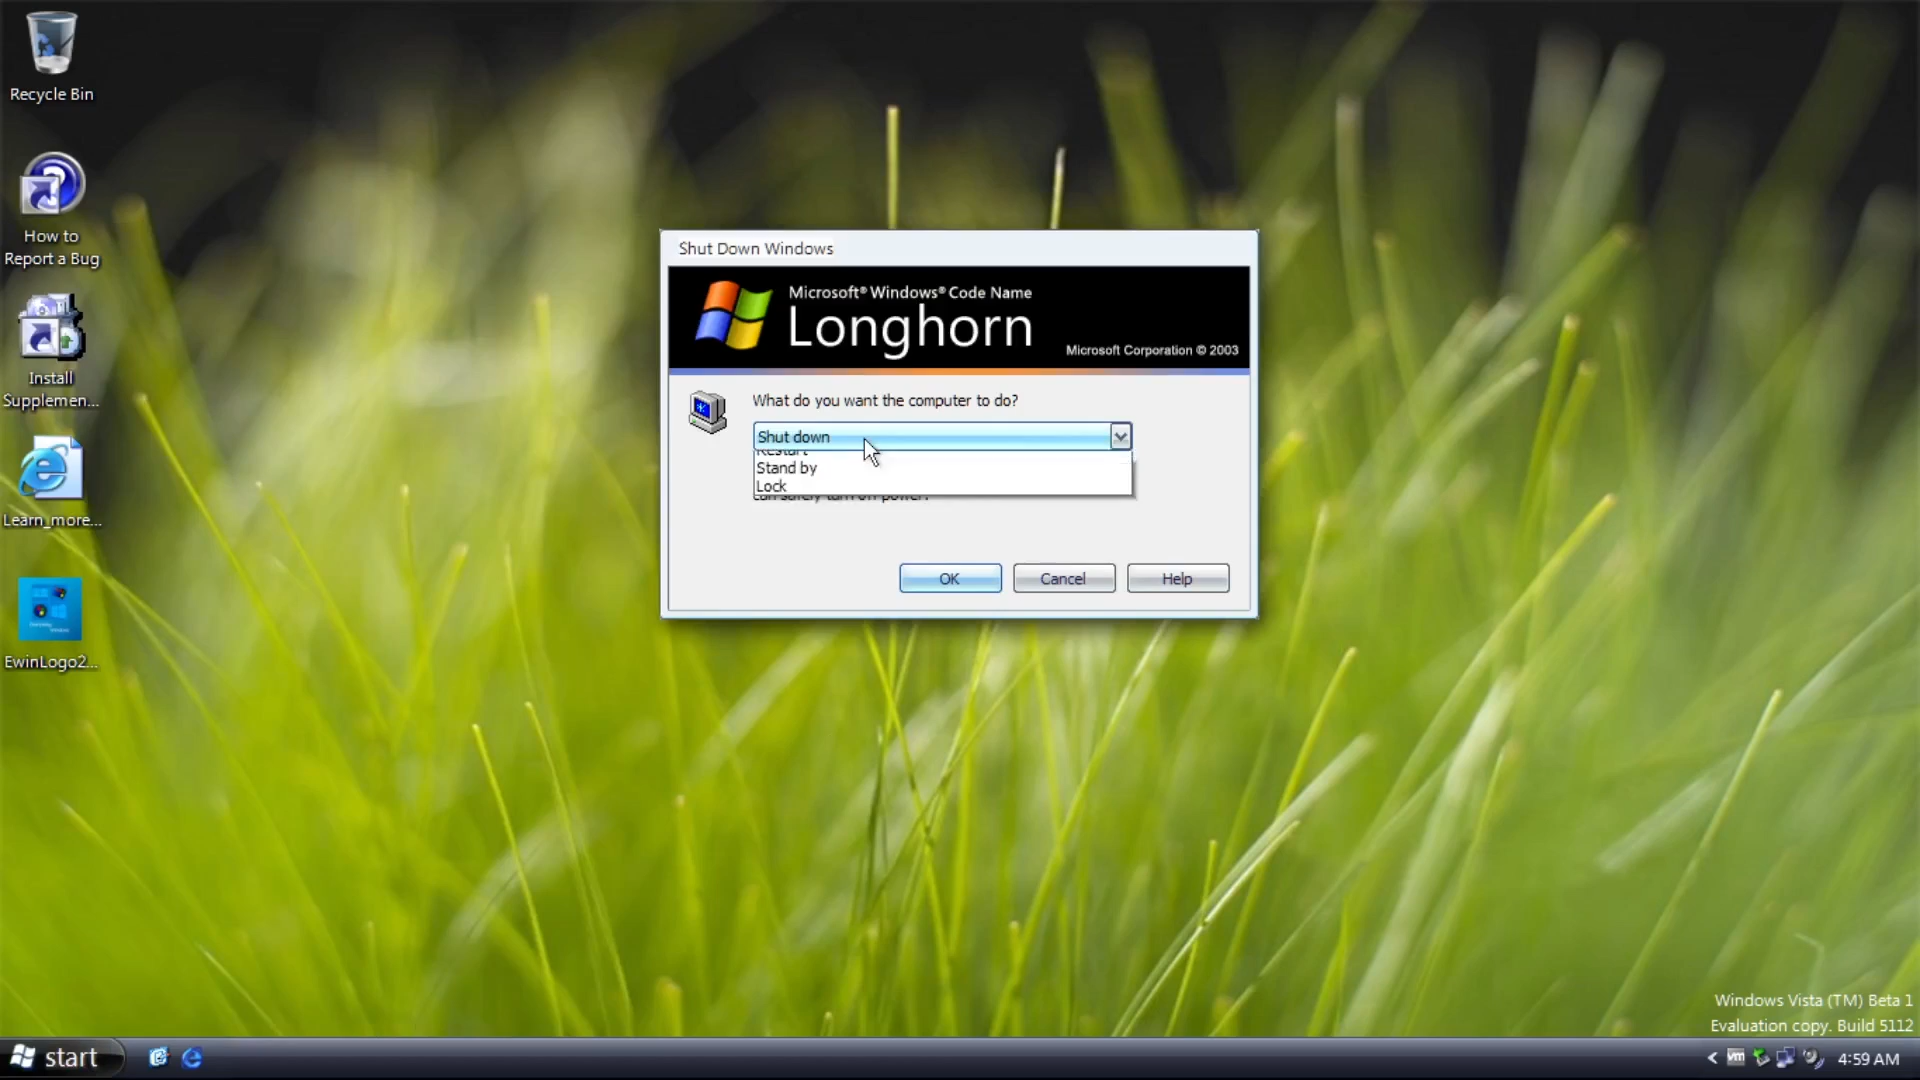 Recycle Bin
How to
Report a Bug
Install
Supplemen...
Learn_more...
EwinLogo2...
Shut Down Windows
Microsoft® Windows® Code Name
Longhorn
Microsoft Corporation © 2003
What do you want the computer to do?
Shut down
Restart
Stand by
Lock
can safely turn off power.
OK
Cancel
Help
Windows Vista (TM) Beta 1
Evaluation copy. Build 5112
start
vm
4:59 AM